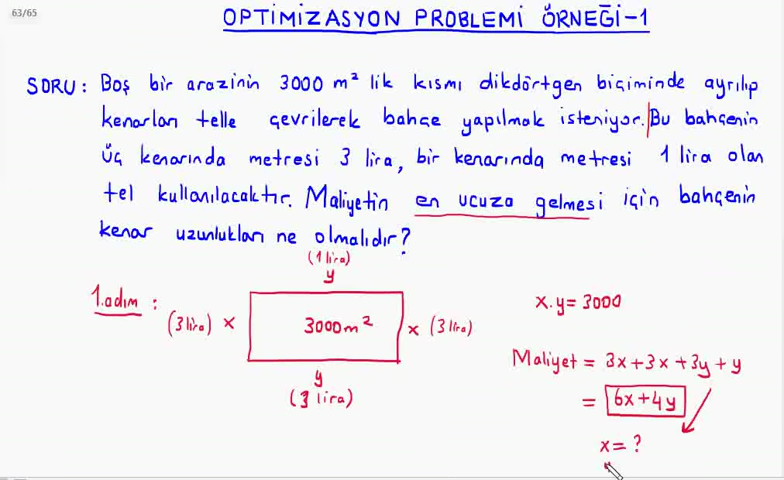 63/65
OPTİMİZASYON PROBLEMİ ÖRNEĞİ-1
SORU: Boş bir arazinin 3000 m² lik kısmı dikdörtgen biçiminde ayrılıp
kenarları telle çevrilerek bahçe yapılmak isteniyor. Bu bahçenin
üç kenarında metresi 3 lira, bir kenarında metresi 1 lira olan
tel kullanılacaktır. Maliyetin en ucuza gelmesi için bahçenin
kenar uzunlukları ne olmalıdır?
(1 lira)
y
1.adım :
(3 lira) x
3000m²
x (3 lira)
y
(3 lira)
x.y=3000
Maliyet = 3x+3x+3y+y
= 6x+4y
x=?